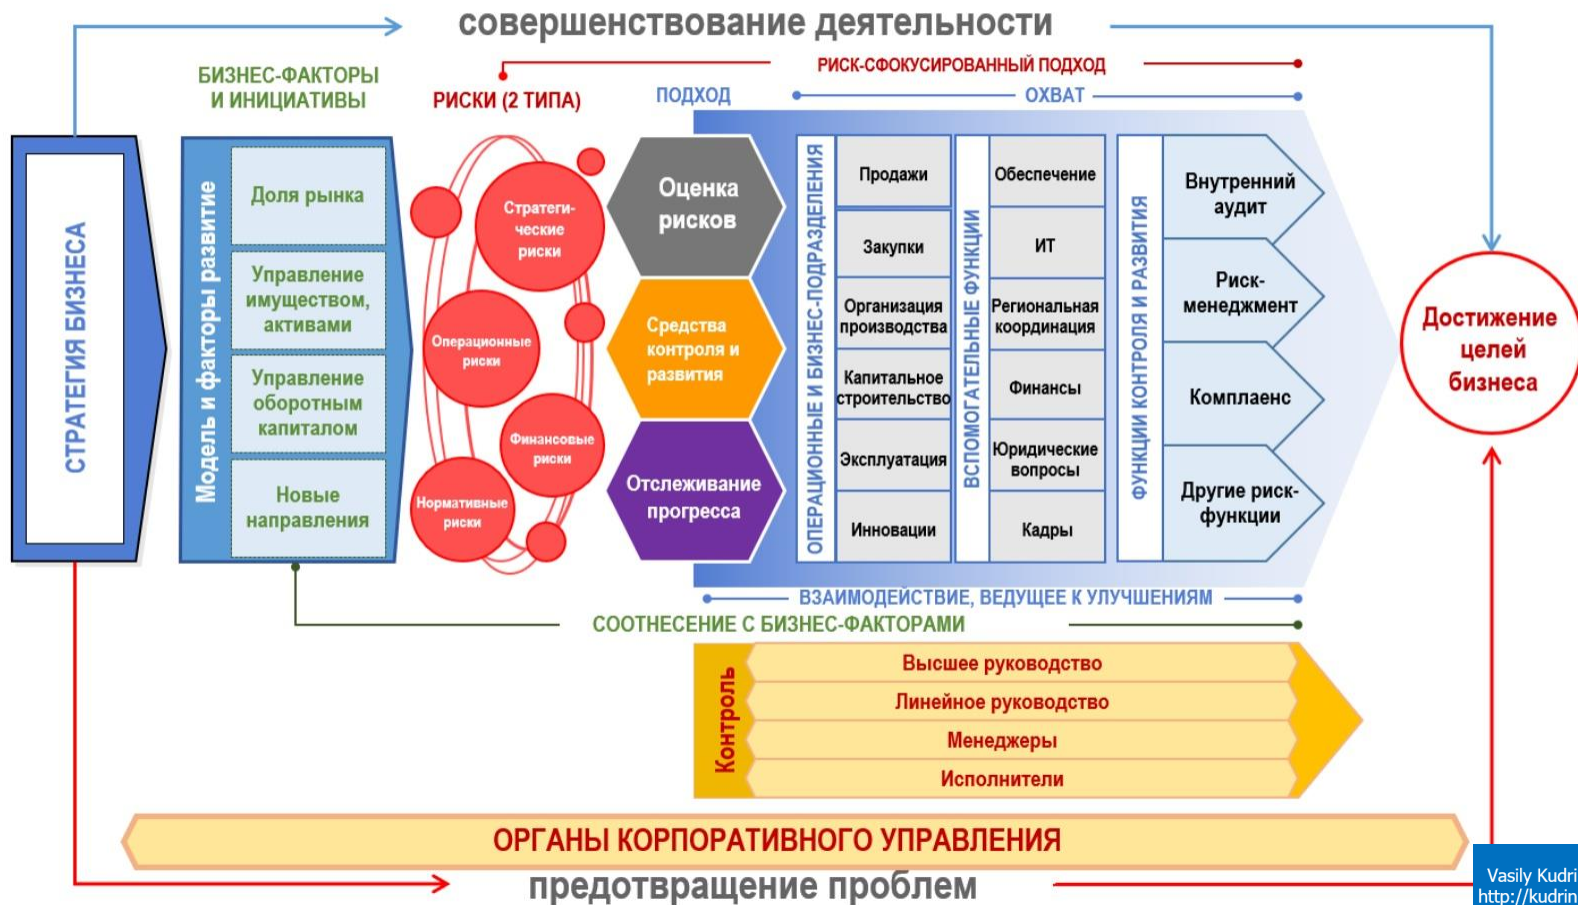 совершенствование деятельности
БИЗНЕС-ФАКТОРЫ
И ИНИЦИАТИВЫ
РИСКИ (2 ТИПА)
РИСК-СФОКУСИРОВАННЫЙ ПОДХОД
ПОДХОД
ОХВАТ
СТРАТЕГИЯ БИЗНЕСА
Модель и факторы развитие
Доля рынка
Управление
имуществом,
активами
Управление
оборотным
капиталом
Новые
направления
Стратеги-
ческие
риски
Операционные
риски
Финансовые
риски
Нормативные
риски
Оценка
рисков
Средства
контроля и
развития
Отслеживание
прогресса
ОПЕРАЦИОННЫЕ И БИЗНЕС-ПОДРАЗДЕЛЕНИЯ
Продажи
Закупки
Организация
производства
Капитальное
строительство
Эксплуатация
Инновации
ВСПОМОГАТЕЛЬНЫЕ ФУНКЦИИ
Обеспечение
ИТ
Региональная
координация
Финансы
Юридические
вопросы
Кадры
ФУНКЦИИ КОНТРОЛЯ И РАЗВИТИЯ
Внутренний
аудит
Риск-
менеджмент
Комплаенс
Другие риск-
функции
Достижение
целей
бизнеса
ВЗАИМОДЕЙСТВИЕ, ВЕДУЩЕЕ К УЛУЧШЕНИЯМ
СООТНЕСЕНИЕ С БИЗНЕС-ФАКТОРАМИ
Контроль
Высшее руководство
Линейное руководство
Менеджеры
Исполнители
ОРГАНЫ КОРПОРАТИВНОГО УПРАВЛЕНИЯ
предотвращение проблем
Vasily Kudri
http://kudrin